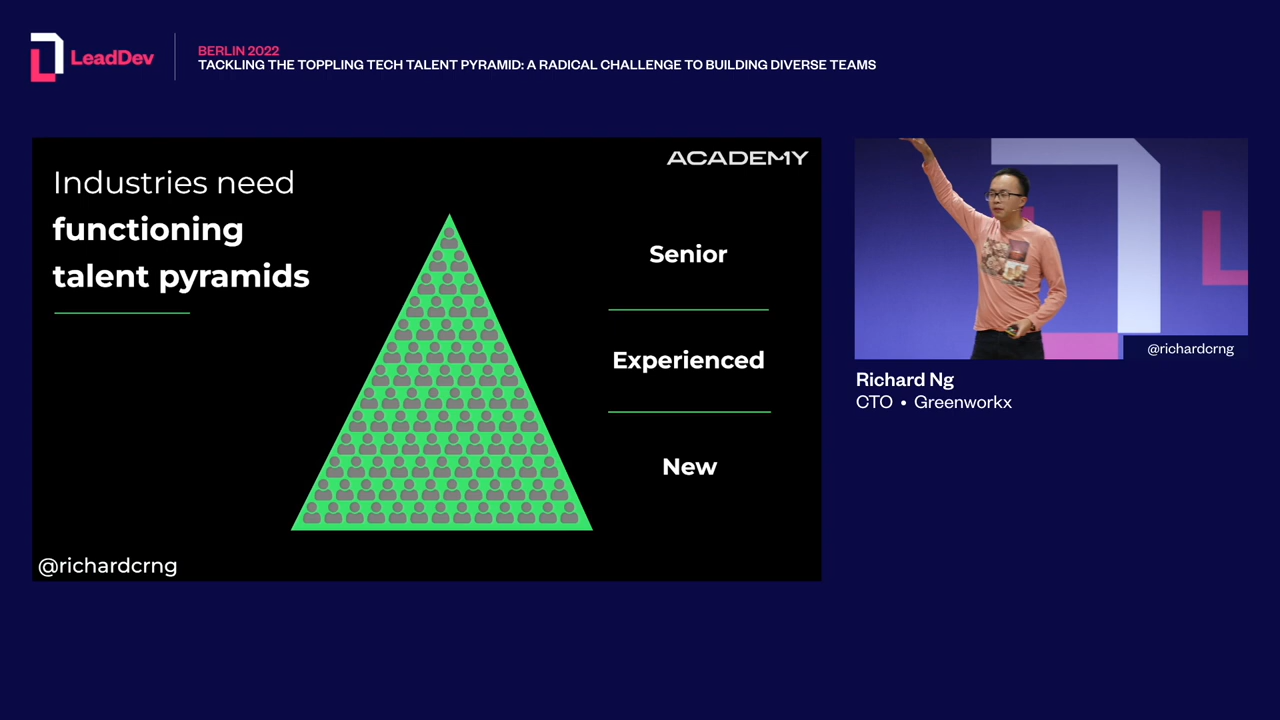 LeadDev
BERLIN 2022
TACKLING THE TOPPLING TECH TALENT PYRAMID: A RADICAL CHALLENGE TO BUILDING DIVERSE TEAMS
ACADEMY
Industries need
functioning
talent pyramids
Senior
Experienced
New
@richardcrng
@richardcrng
Richard Ng
CTO • Greenworkx